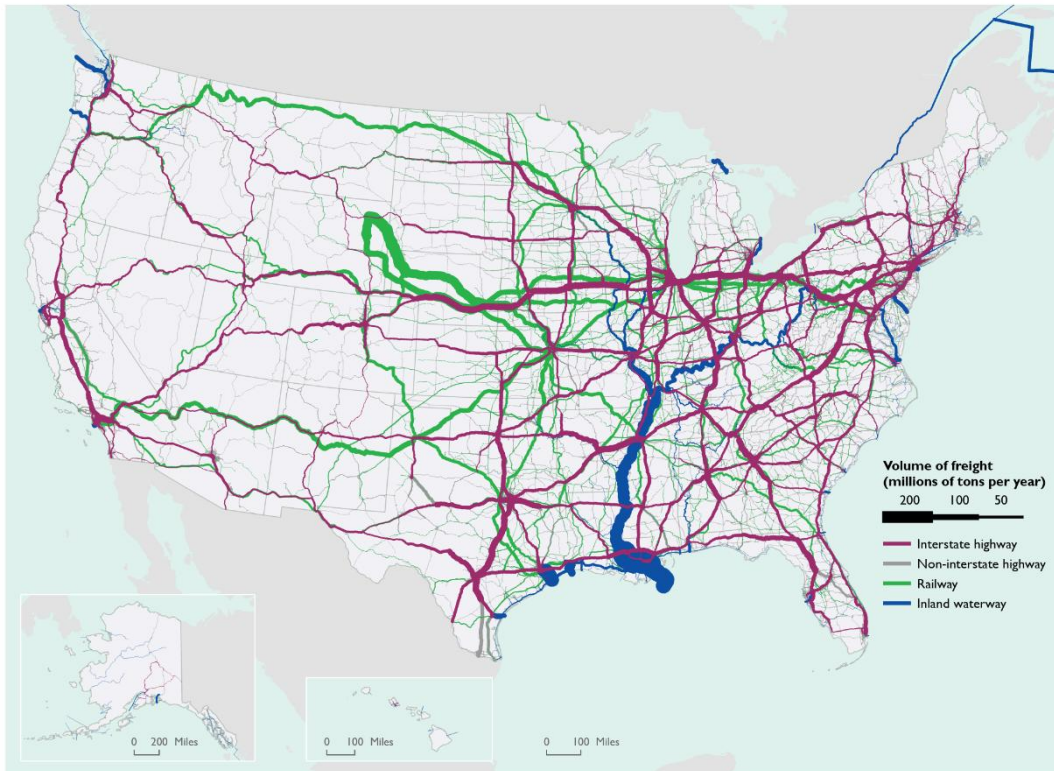 Volume of freight
(millions of tons per year)
200 100 50
Interstate highway
Non-interstate highway
Railway
Inland waterway
0 200 Miles
0 100 Miles
0 100 Miles